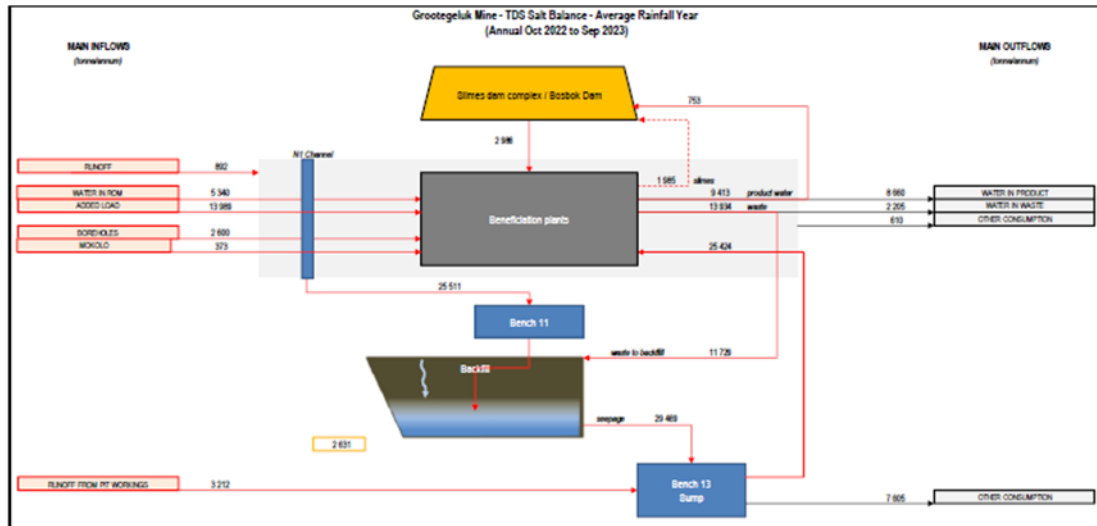 Grootegeluk Mine - TDS Salt Balance - Average Rainfall Year
(Annual Oct 2022 to Sep 2023)
MAIN INFLOWS
(tonne/annum)
MAIN OUTFLOWS
(tonne/annum)
Slimes dam complex / Bosbok Dam
753
2 986
N1 Channel
RUNOFF 892
1 985 slimes
WATER IN ROM 5 340
9 413 product water
8 660 WATER IN PRODUCT
ADDED LOAD 13 989
13 934 waste
2 205 WATER IN WASTE
Beneficiation plants
610 OTHER CONSUMPTION
BOREHOLES 2 600
MOKOLO 373
25 424
25 511
Bench 11
waste to backfill 11 729
Backfill
seepage 29 469
2 631
RUNOFF FROM PIT WORKINGS 3 212
Bench 13
Sump
7 605 OTHER CONSUMPTION